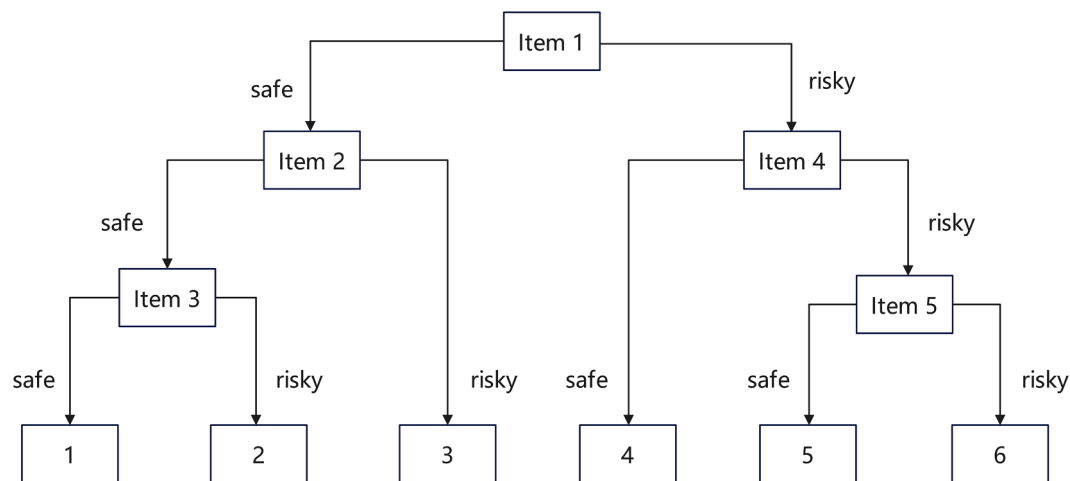 Item 1
safe
risky
Item 2
Item 4
safe
risky
Item 3
Item 5
safe
risky
risky
safe
safe
risky
1
2
3
4
5
6